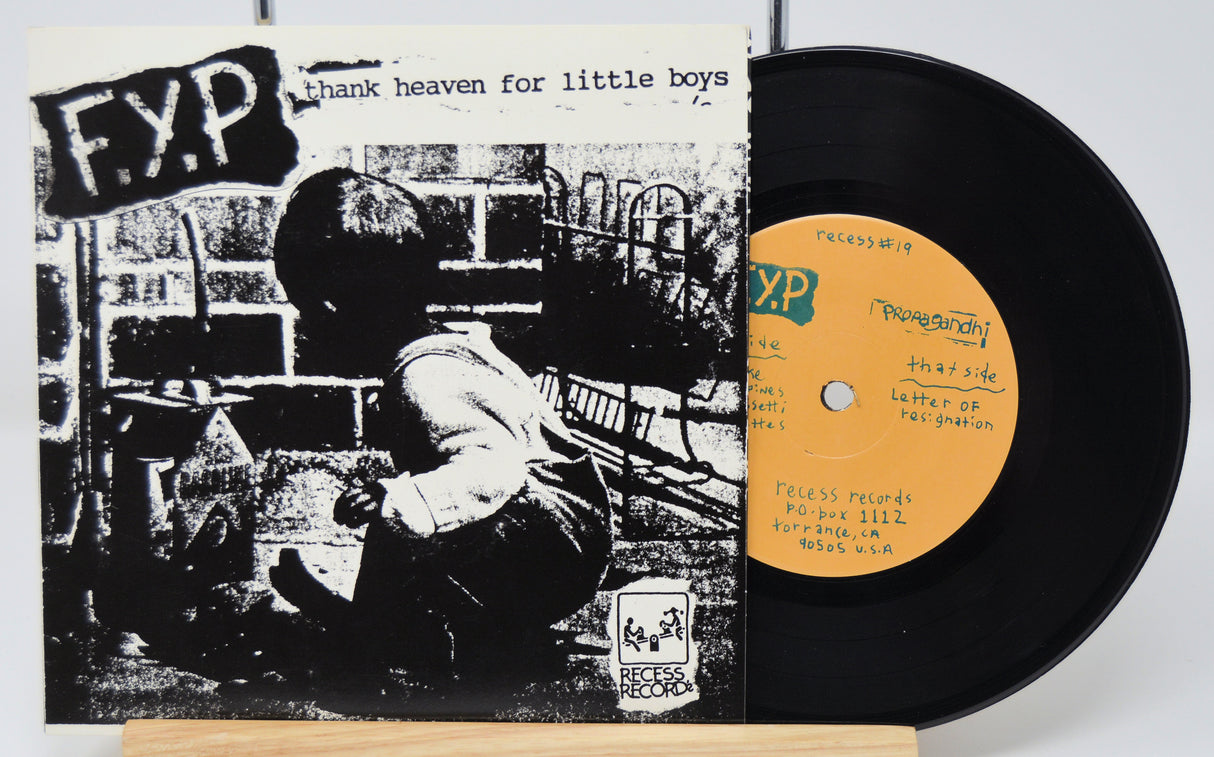 F.Y.P
thank heaven for little boys
RECESS
RECORD's
recess #19
.Y.P
PROPAGANDHI
that side
Letter OF
resignation
recess records
P.O. box 1112
torrance, CA
90505 U.S.A